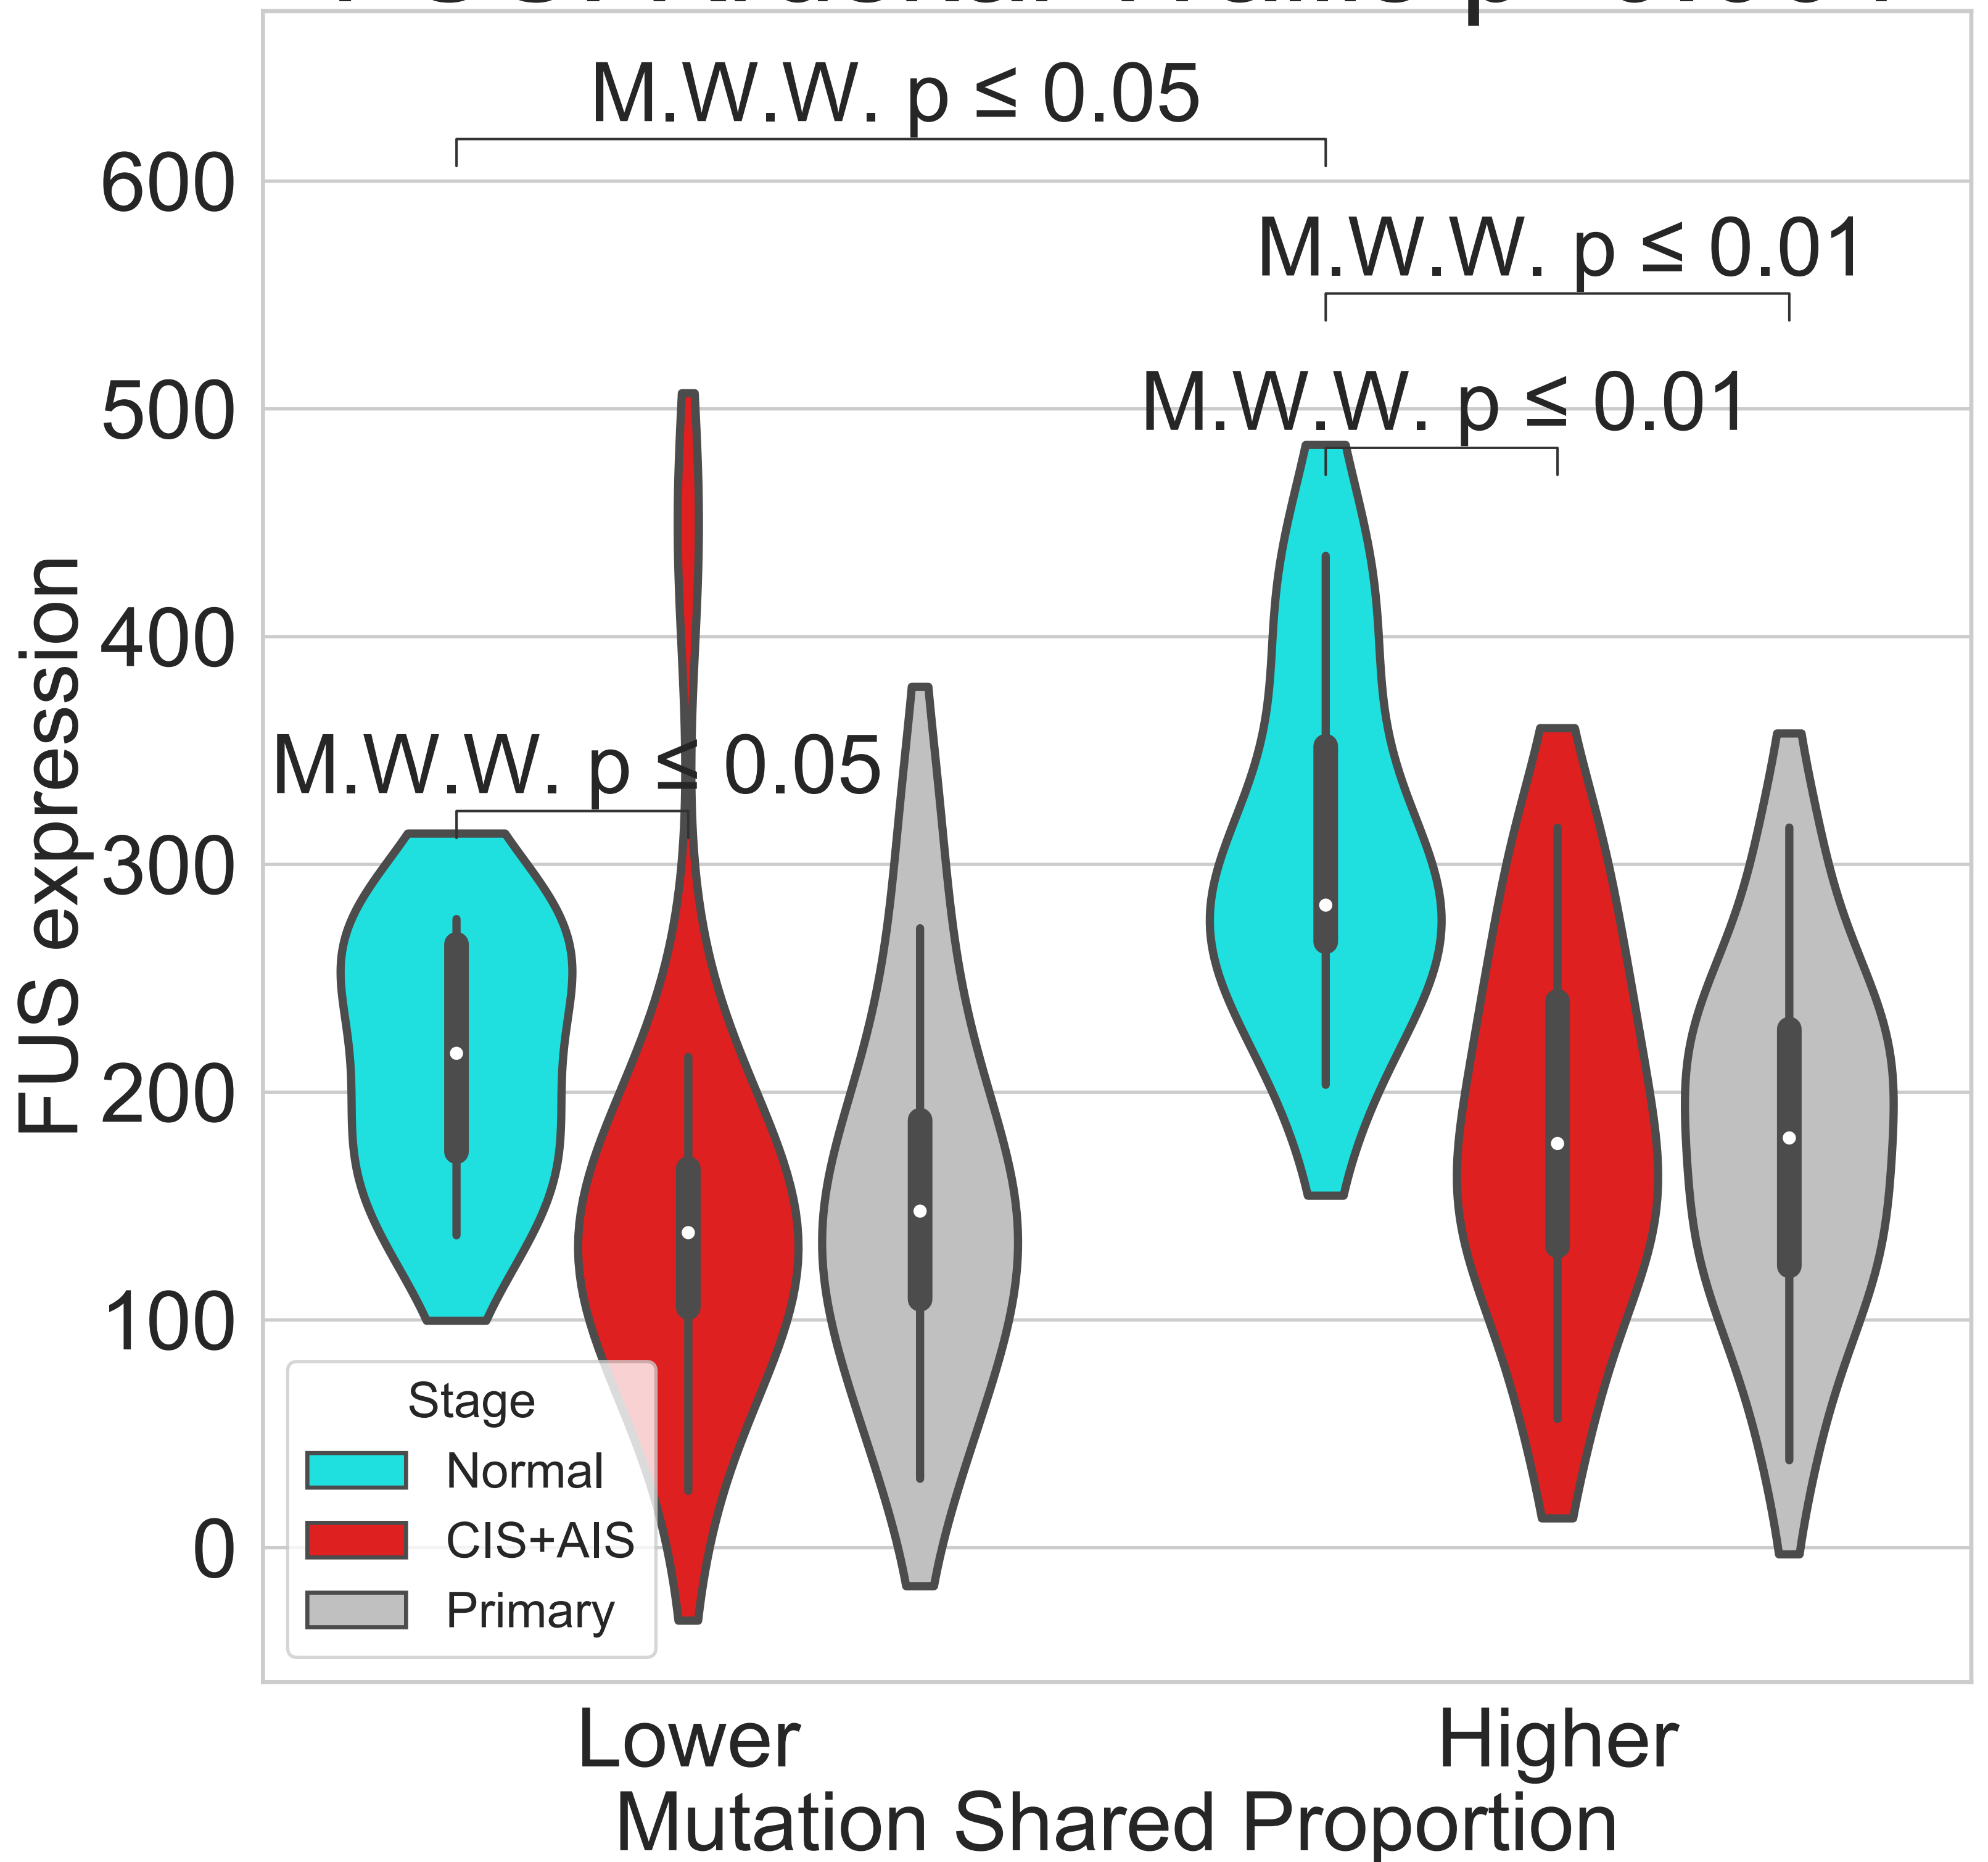 M.W.W. p ≤ 0.05
600
M.W.W. p ≤ 0.01
500
M.W.W. p ≤ 0.01
400
M.W.W. p ≤ 0.05
300
FUS expression
200
100
0
Stage
Normal
CIS+AIS
Primary
Lower
Higher
Mutation Shared Proportion